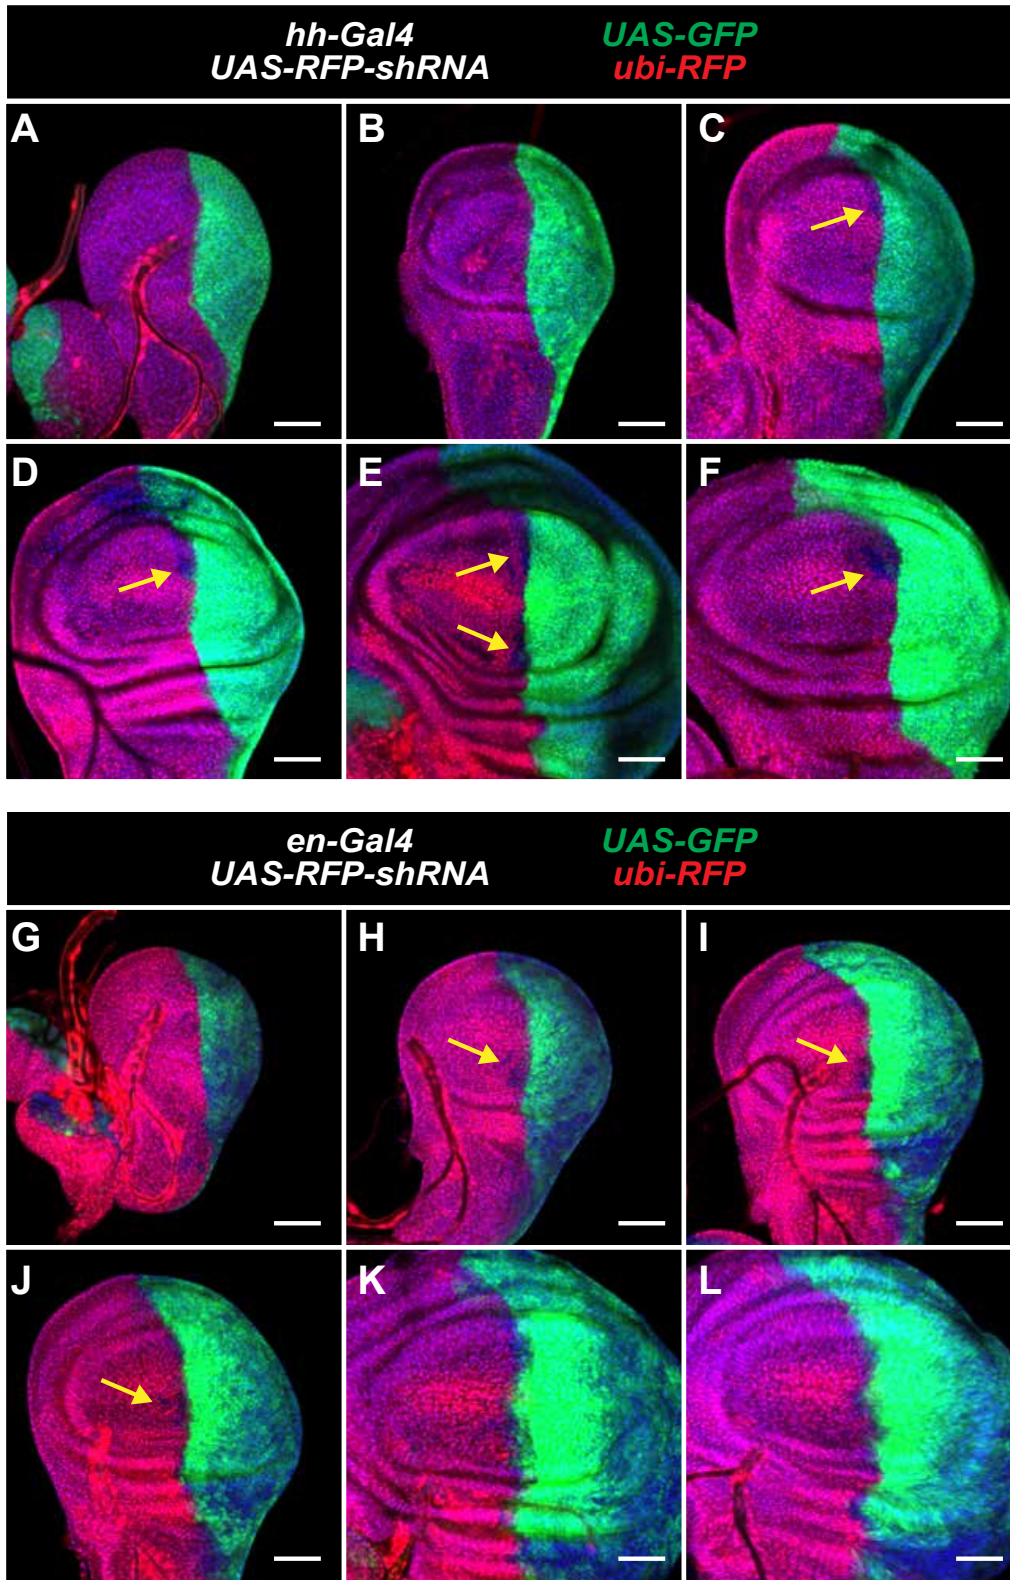 hh-Gal4 UAS-GFP
UAS-RFP-shRNA ubi-RFP
A B C
D E F
en-Gal4 UAS-GFP
UAS-RFP-shRNA ubi-RFP
G H I
J K L